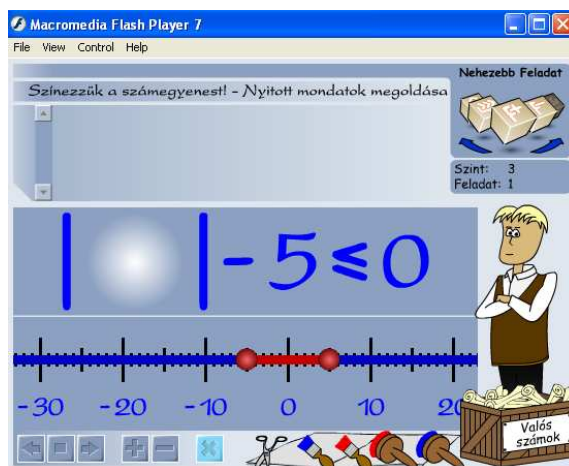 Macromedia Flash Player 7
File View Control Help
Nehezebb Feladat
Színezzük a számegyenest! - Nyitott mondatok megoldása
Szint: 3
Feladat: 1
| | - 5 ≤ 0
-30 -20 -10 0 10 20
Valós
számok